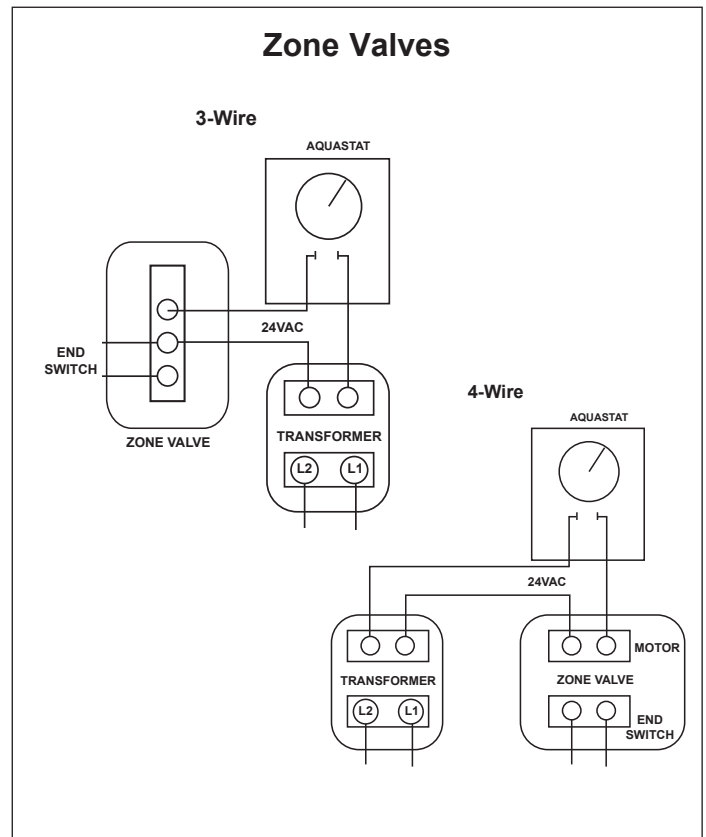 Zone Valves
3-Wire
AQUASTAT
24VAC
END
SWITCH
ZONE VALVE
TRANSFORMER
L2 L1
4-Wire
AQUASTAT
24VAC
MOTOR
TRANSFORMER
ZONE VALVE
L2 L1
END
SWITCH